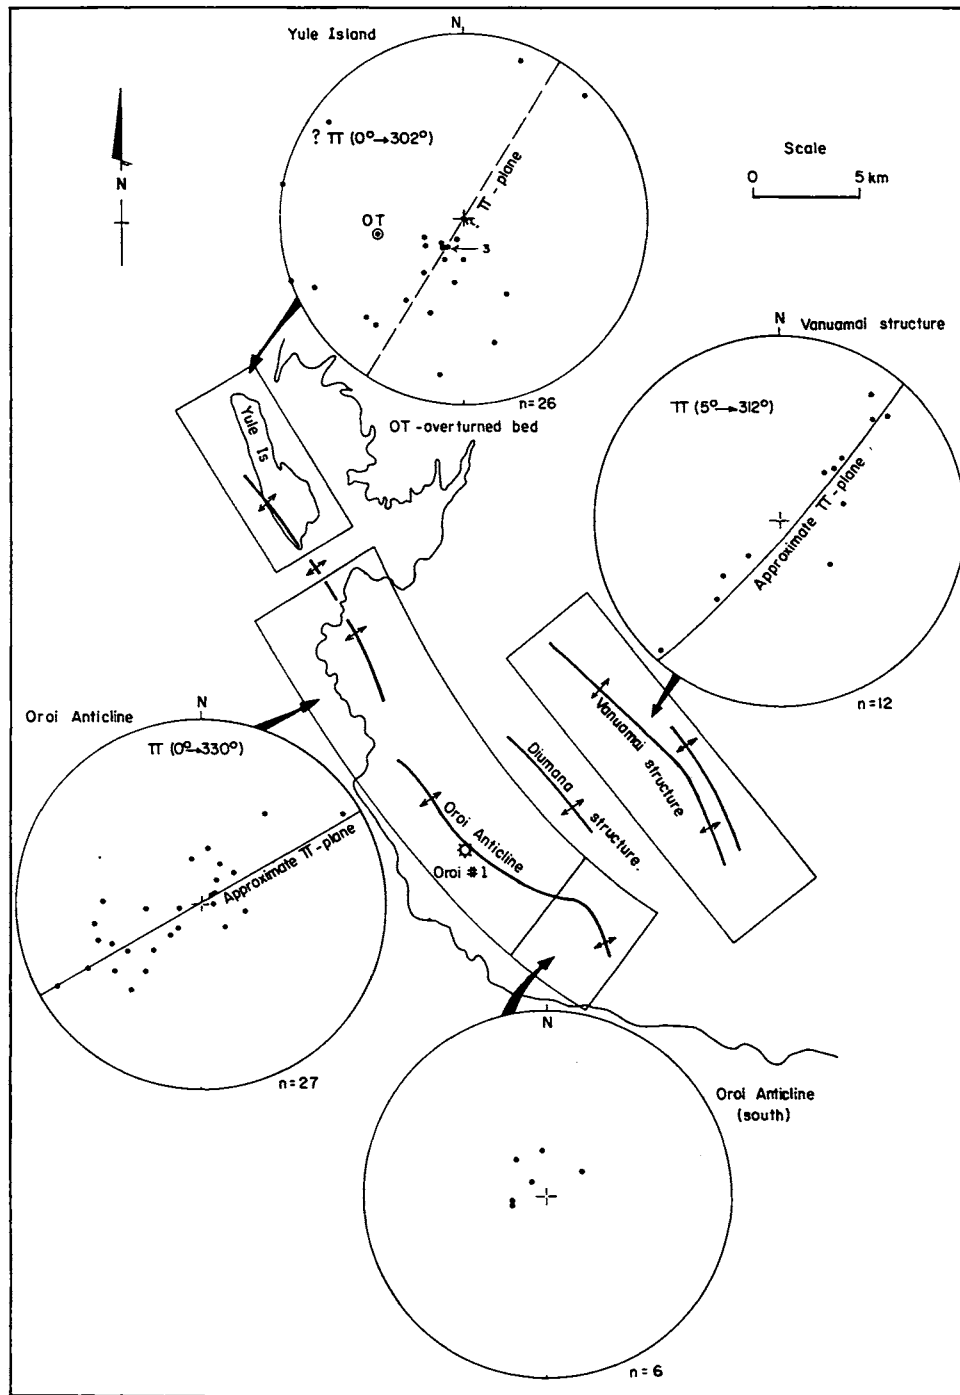 N
Yule Island
? π (0°→302°)
Scale
0 5 km
N
OT
π-plane
3
N
Vanuamai structure
n=26
π (5°→312°)
OT - overturned bed
Yule Is
Approximate π-plane
n=12
N
Oroi Anticline
π (0°→330°)
Vanuamai structure
Diumana structure.
Approximate π-plane
Oroi Anticline
Oroi #1
N
n=27
Oroi Anticline
(south)
n=6